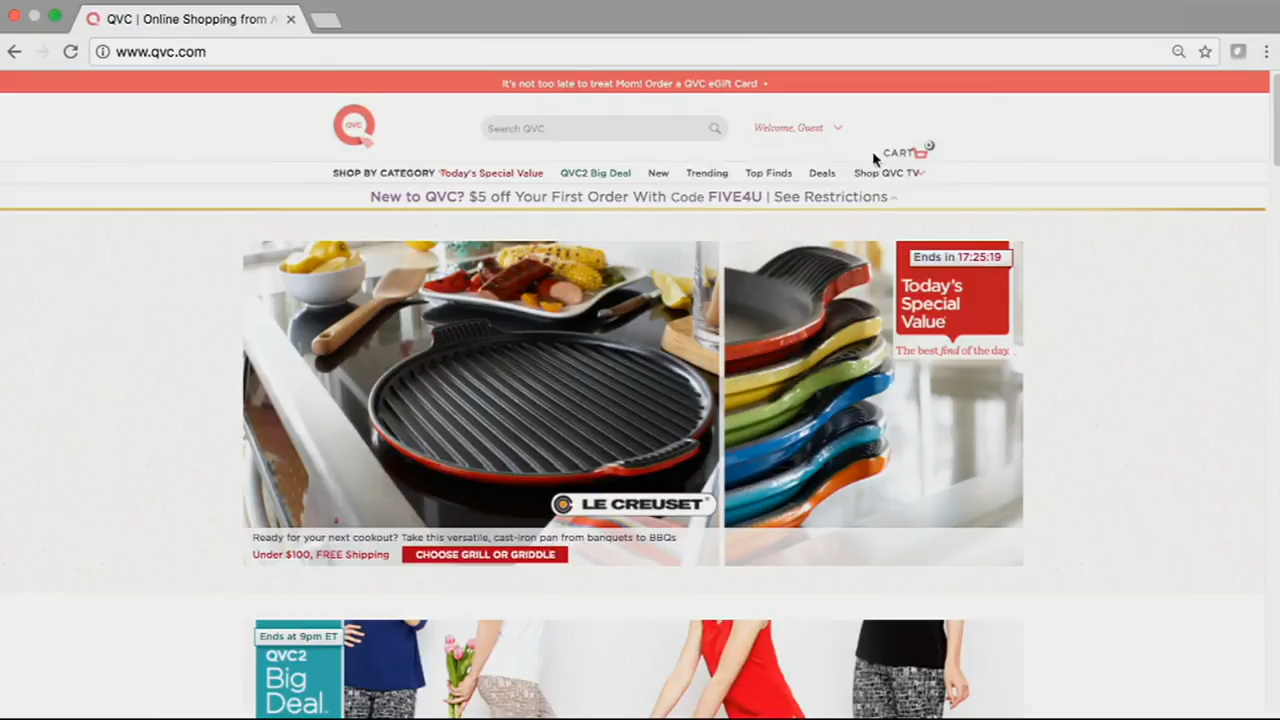 QVC | Online Shopping from
www.qvc.com
It's not too late to treat Mom! Order a QVC eGift Card
QVC
Search QVC
Welcome, Guest
CART 0
SHOP BY CATEGORY Today's Special Value QVC2 Big Deal New Trending Top Finds Deals Shop QVC TV
New to QVC? $5 off Your First Order With Code FIVE4U | See Restrictions
Ends in 17:25:19
Today's
Special
Value
The best find of the day.
LE CREUSET
Ready for your next cookout? Take this versatile, cast-iron pan from banquets to BBQs
Under $100, FREE Shipping CHOOSE GRILL OR GRIDDLE
Ends at 9pm ET
QVC2
Big
Deal